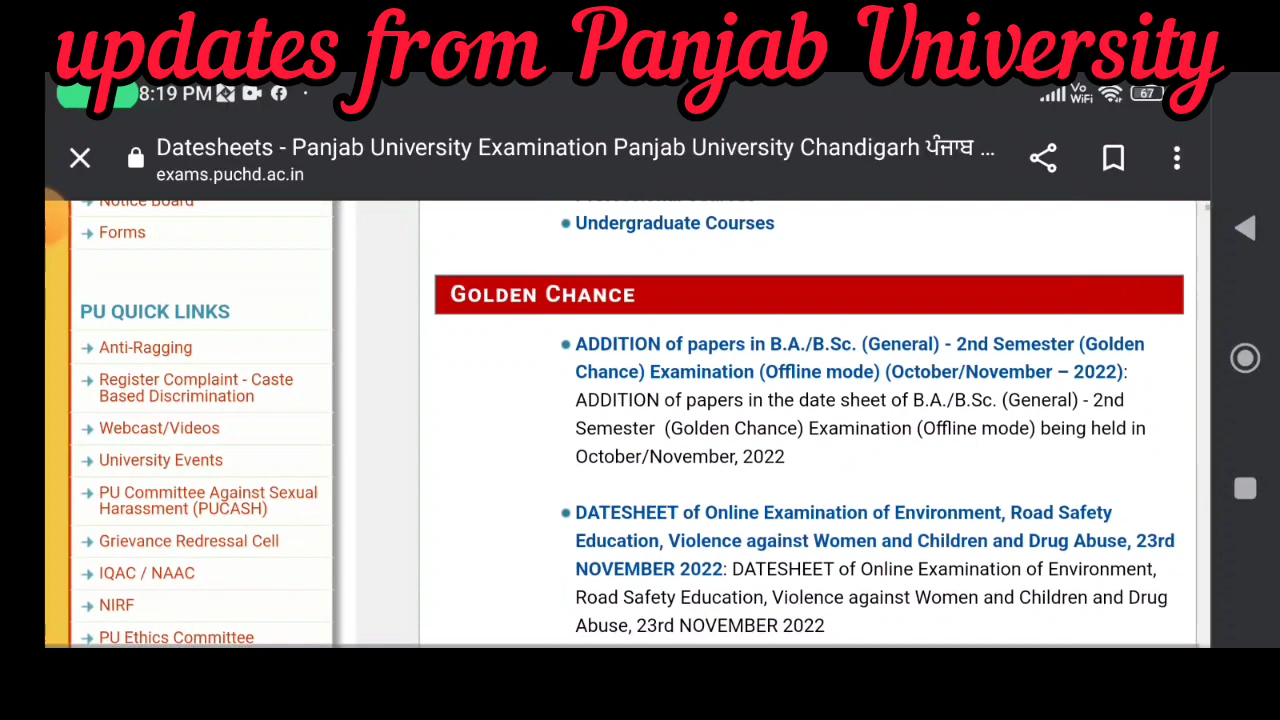 updates from Panjab University
8:19 PM
Vo
WiFi
67
Datesheets - Panjab University Examination Panjab University Chandigarh ਪੰਜਾਬ ...
exams.puchd.ac.in
Notice Board
Forms
PU QUICK LINKS
Anti-Ragging
Register Complaint - Caste
Based Discrimination
Webcast/Videos
University Events
PU Committee Against Sexual
Harassment (PUCASH)
Grievance Redressal Cell
IQAC / NAAC
NIRF
PU Ethics Committee
Undergraduate Courses
GOLDEN CHANCE
ADDITION of papers in B.A./B.Sc. (General) - 2nd Semester (Golden
Chance) Examination (Offline mode) (October/November – 2022):
ADDITION of papers in the date sheet of B.A./B.Sc. (General) - 2nd
Semester (Golden Chance) Examination (Offline mode) being held in
October/November, 2022
DATESHEET of Online Examination of Environment, Road Safety
Education, Violence against Women and Children and Drug Abuse, 23rd
NOVEMBER 2022: DATESHEET of Online Examination of Environment,
Road Safety Education, Violence against Women and Children and Drug
Abuse, 23rd NOVEMBER 2022